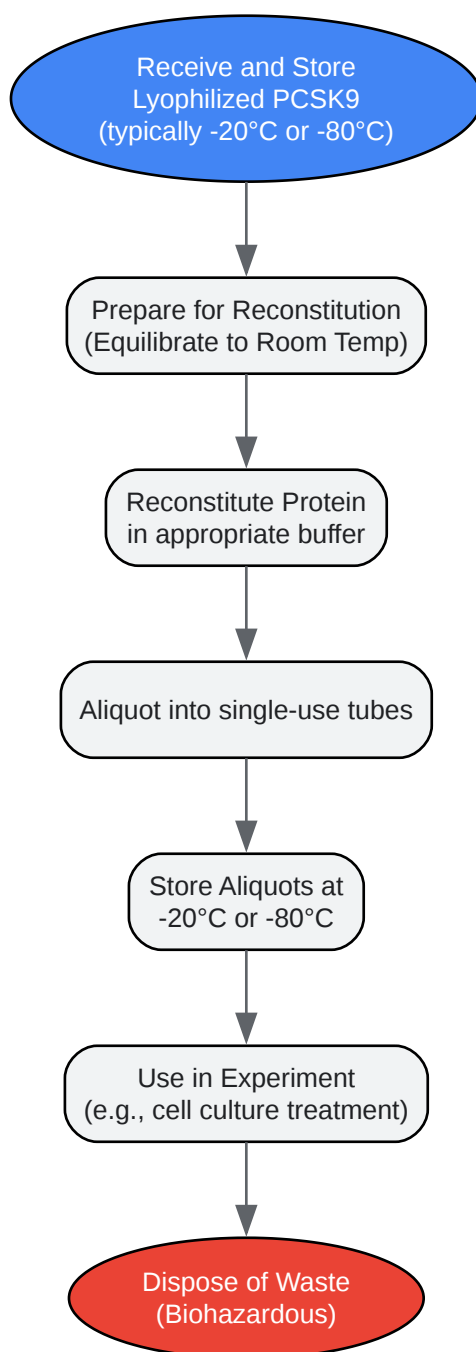 Receive and Store
Lyophilized PCSK9
(typically -20°C or -80°C)
Prepare for Reconstitution
(Equilibrate to Room Temp)
Reconstitute Protein
in appropriate buffer
Aliquot into single-use tubes
Store Aliquots at
-20°C or -80°C
Use in Experiment
(e.g., cell culture treatment)
Dispose of Waste
(Biohazardous)